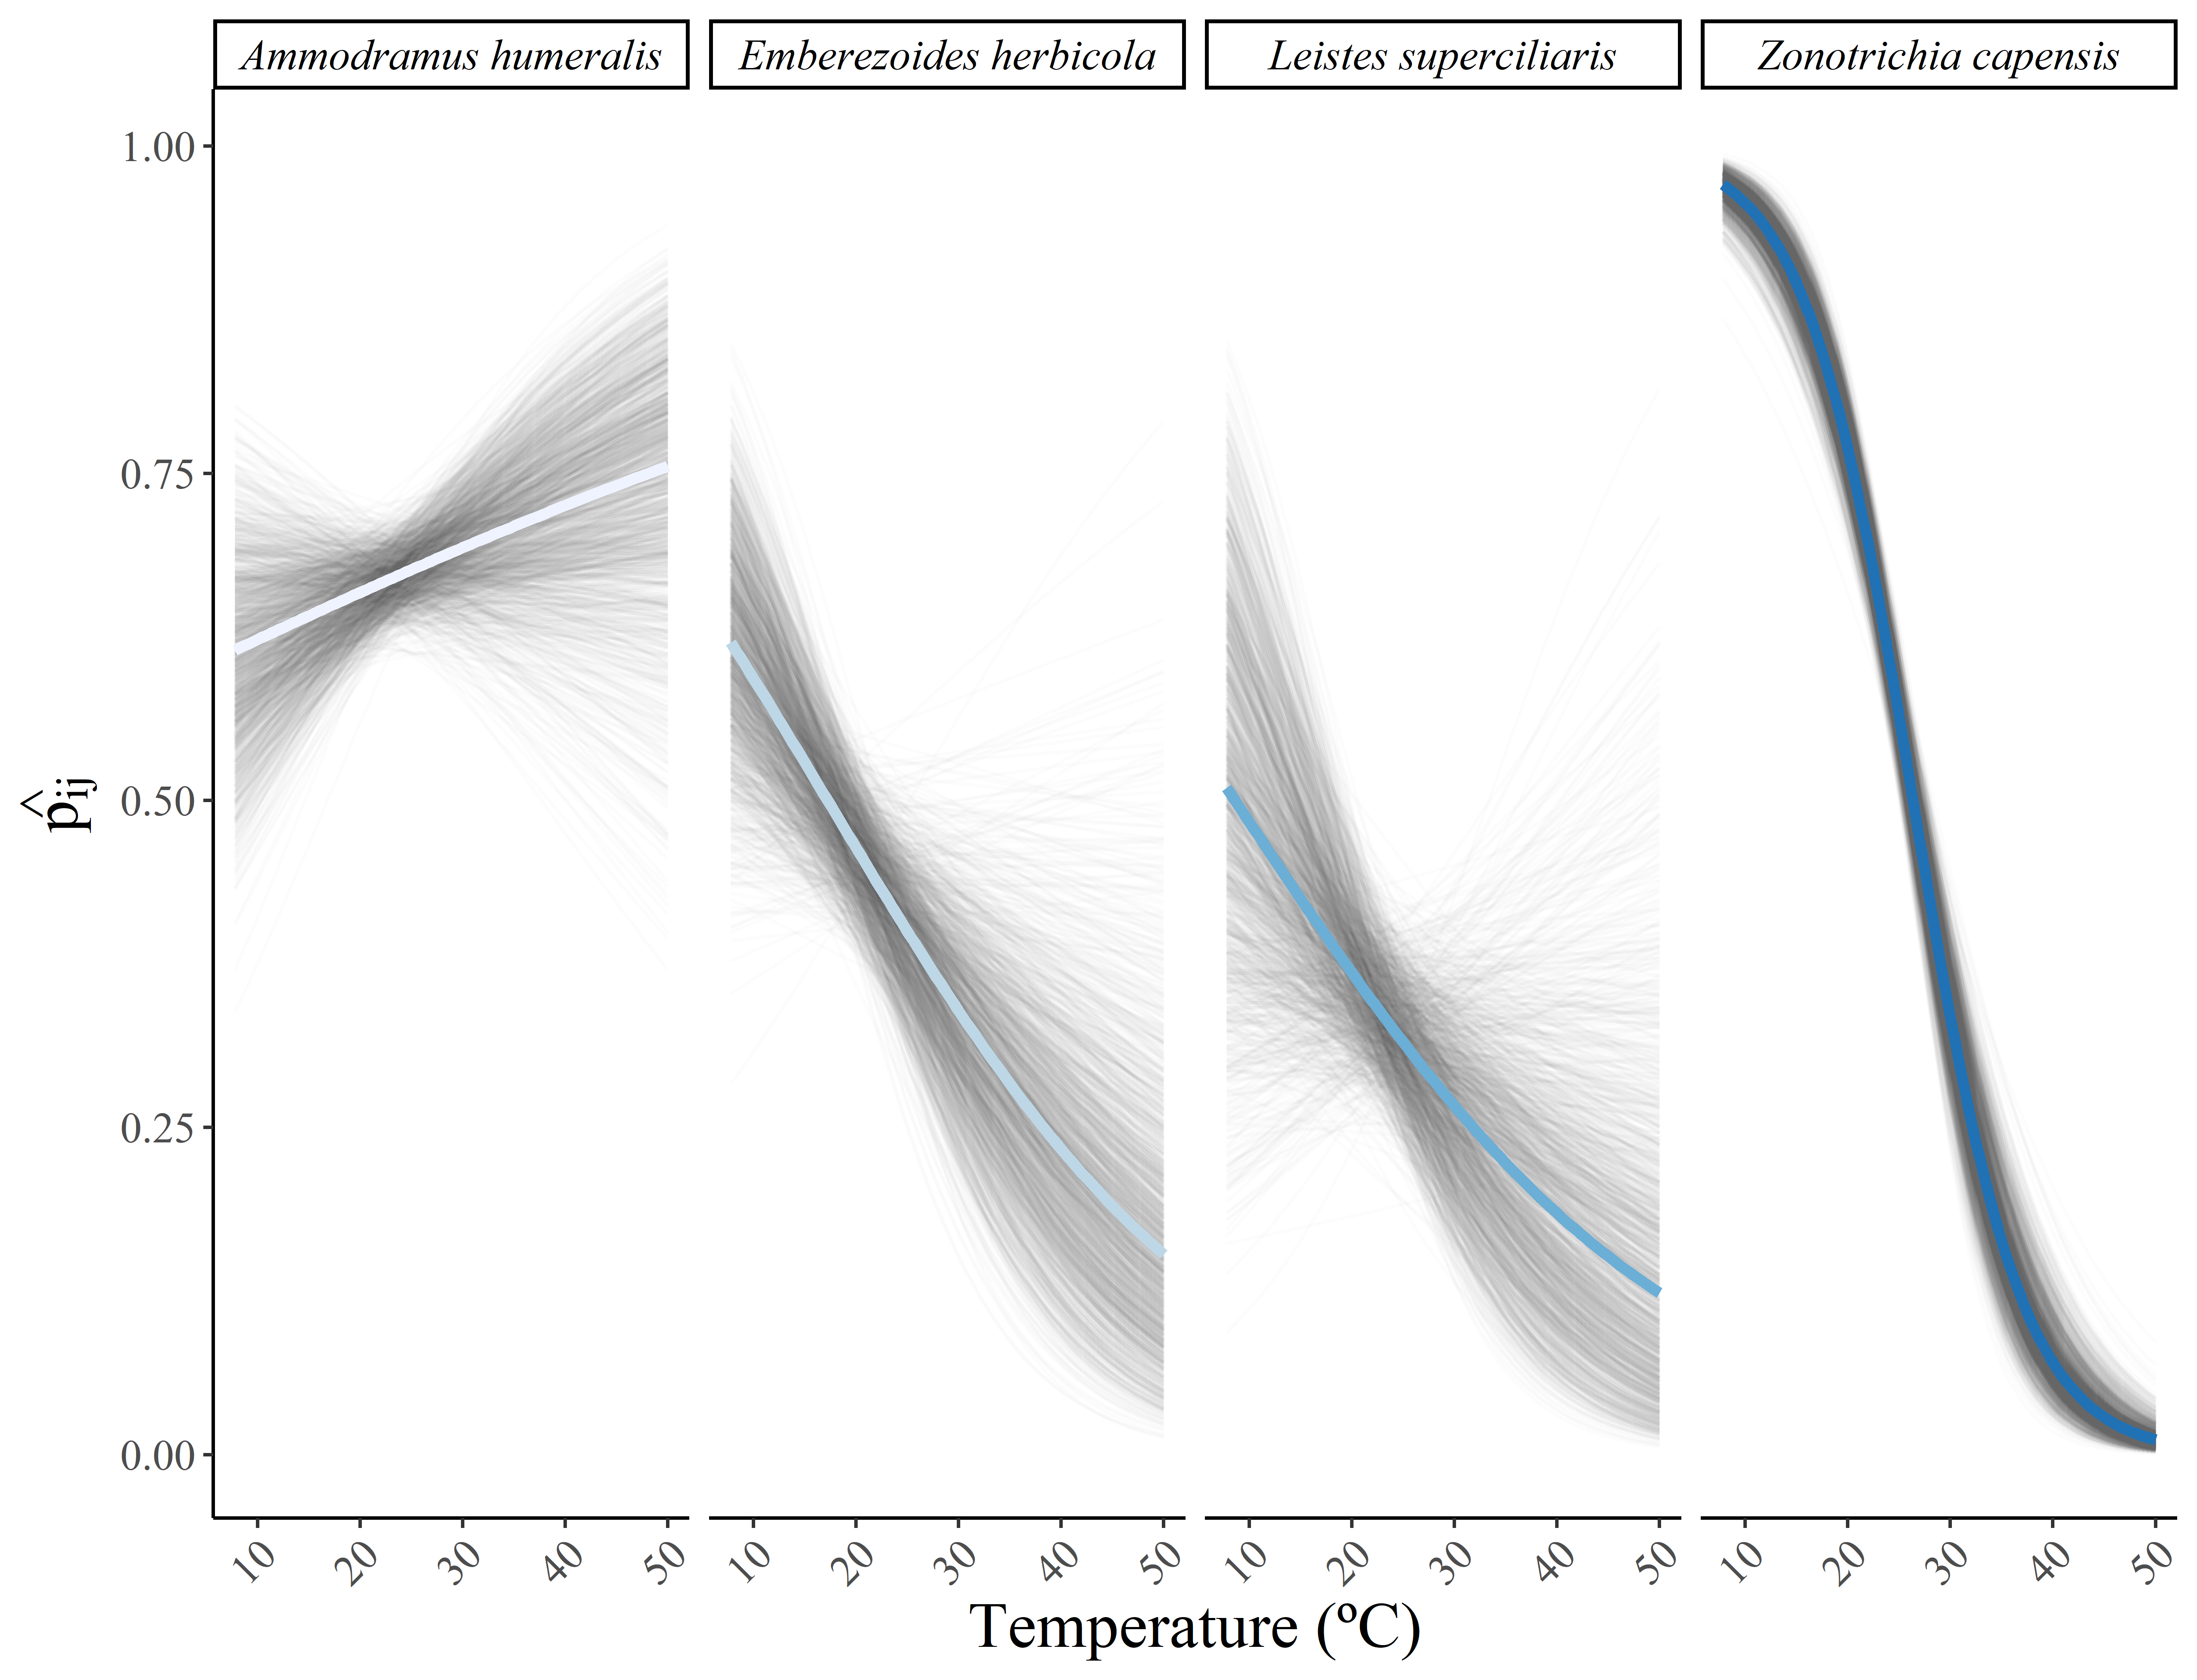 Ammodramus humeralis
Emberezoides herbicola
Leistes superciliaris
Zonotrichia capensis
1.00
0.75
0.50
0.25
0.00
p̂ij
10 20 30 40 50
10 20 30 40 50
10 20 30 40 50
10 20 30 40 50
Temperature (ºC)